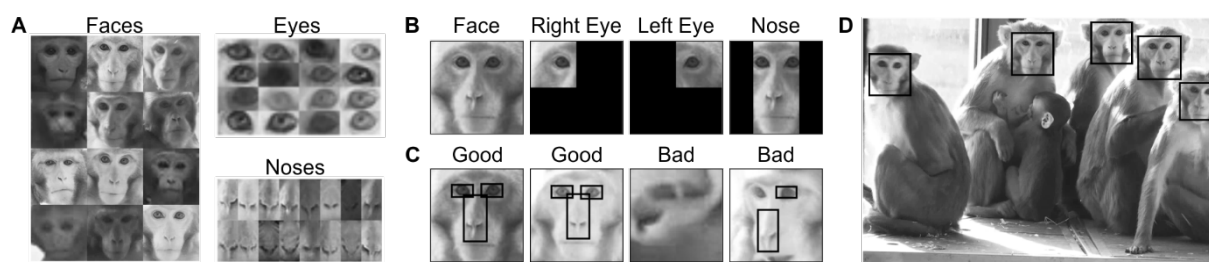 A
Faces
Eyes
Noses
B
Face
Right Eye
Left Eye
Nose
C
Good
Good
Bad
Bad
D